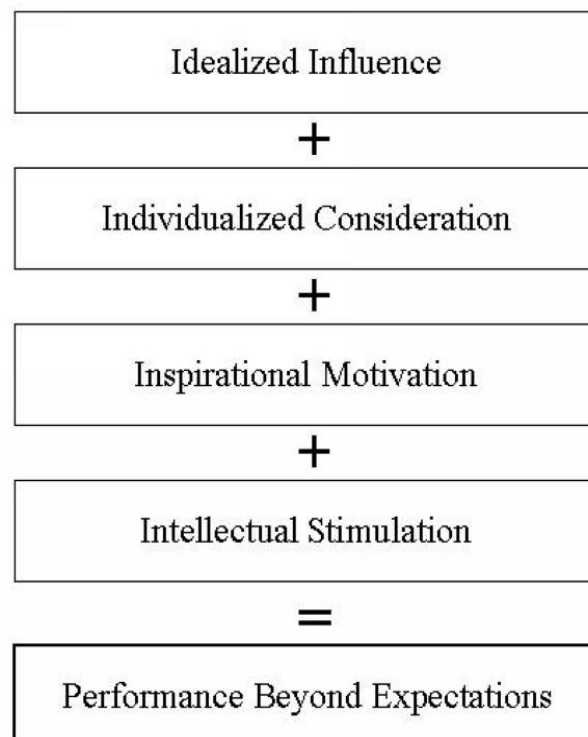 Idealized Influence
+
Individualized Consideration
+
Inspirational Motivation
+
Intellectual Stimulation
=
Performance Beyond Expectations